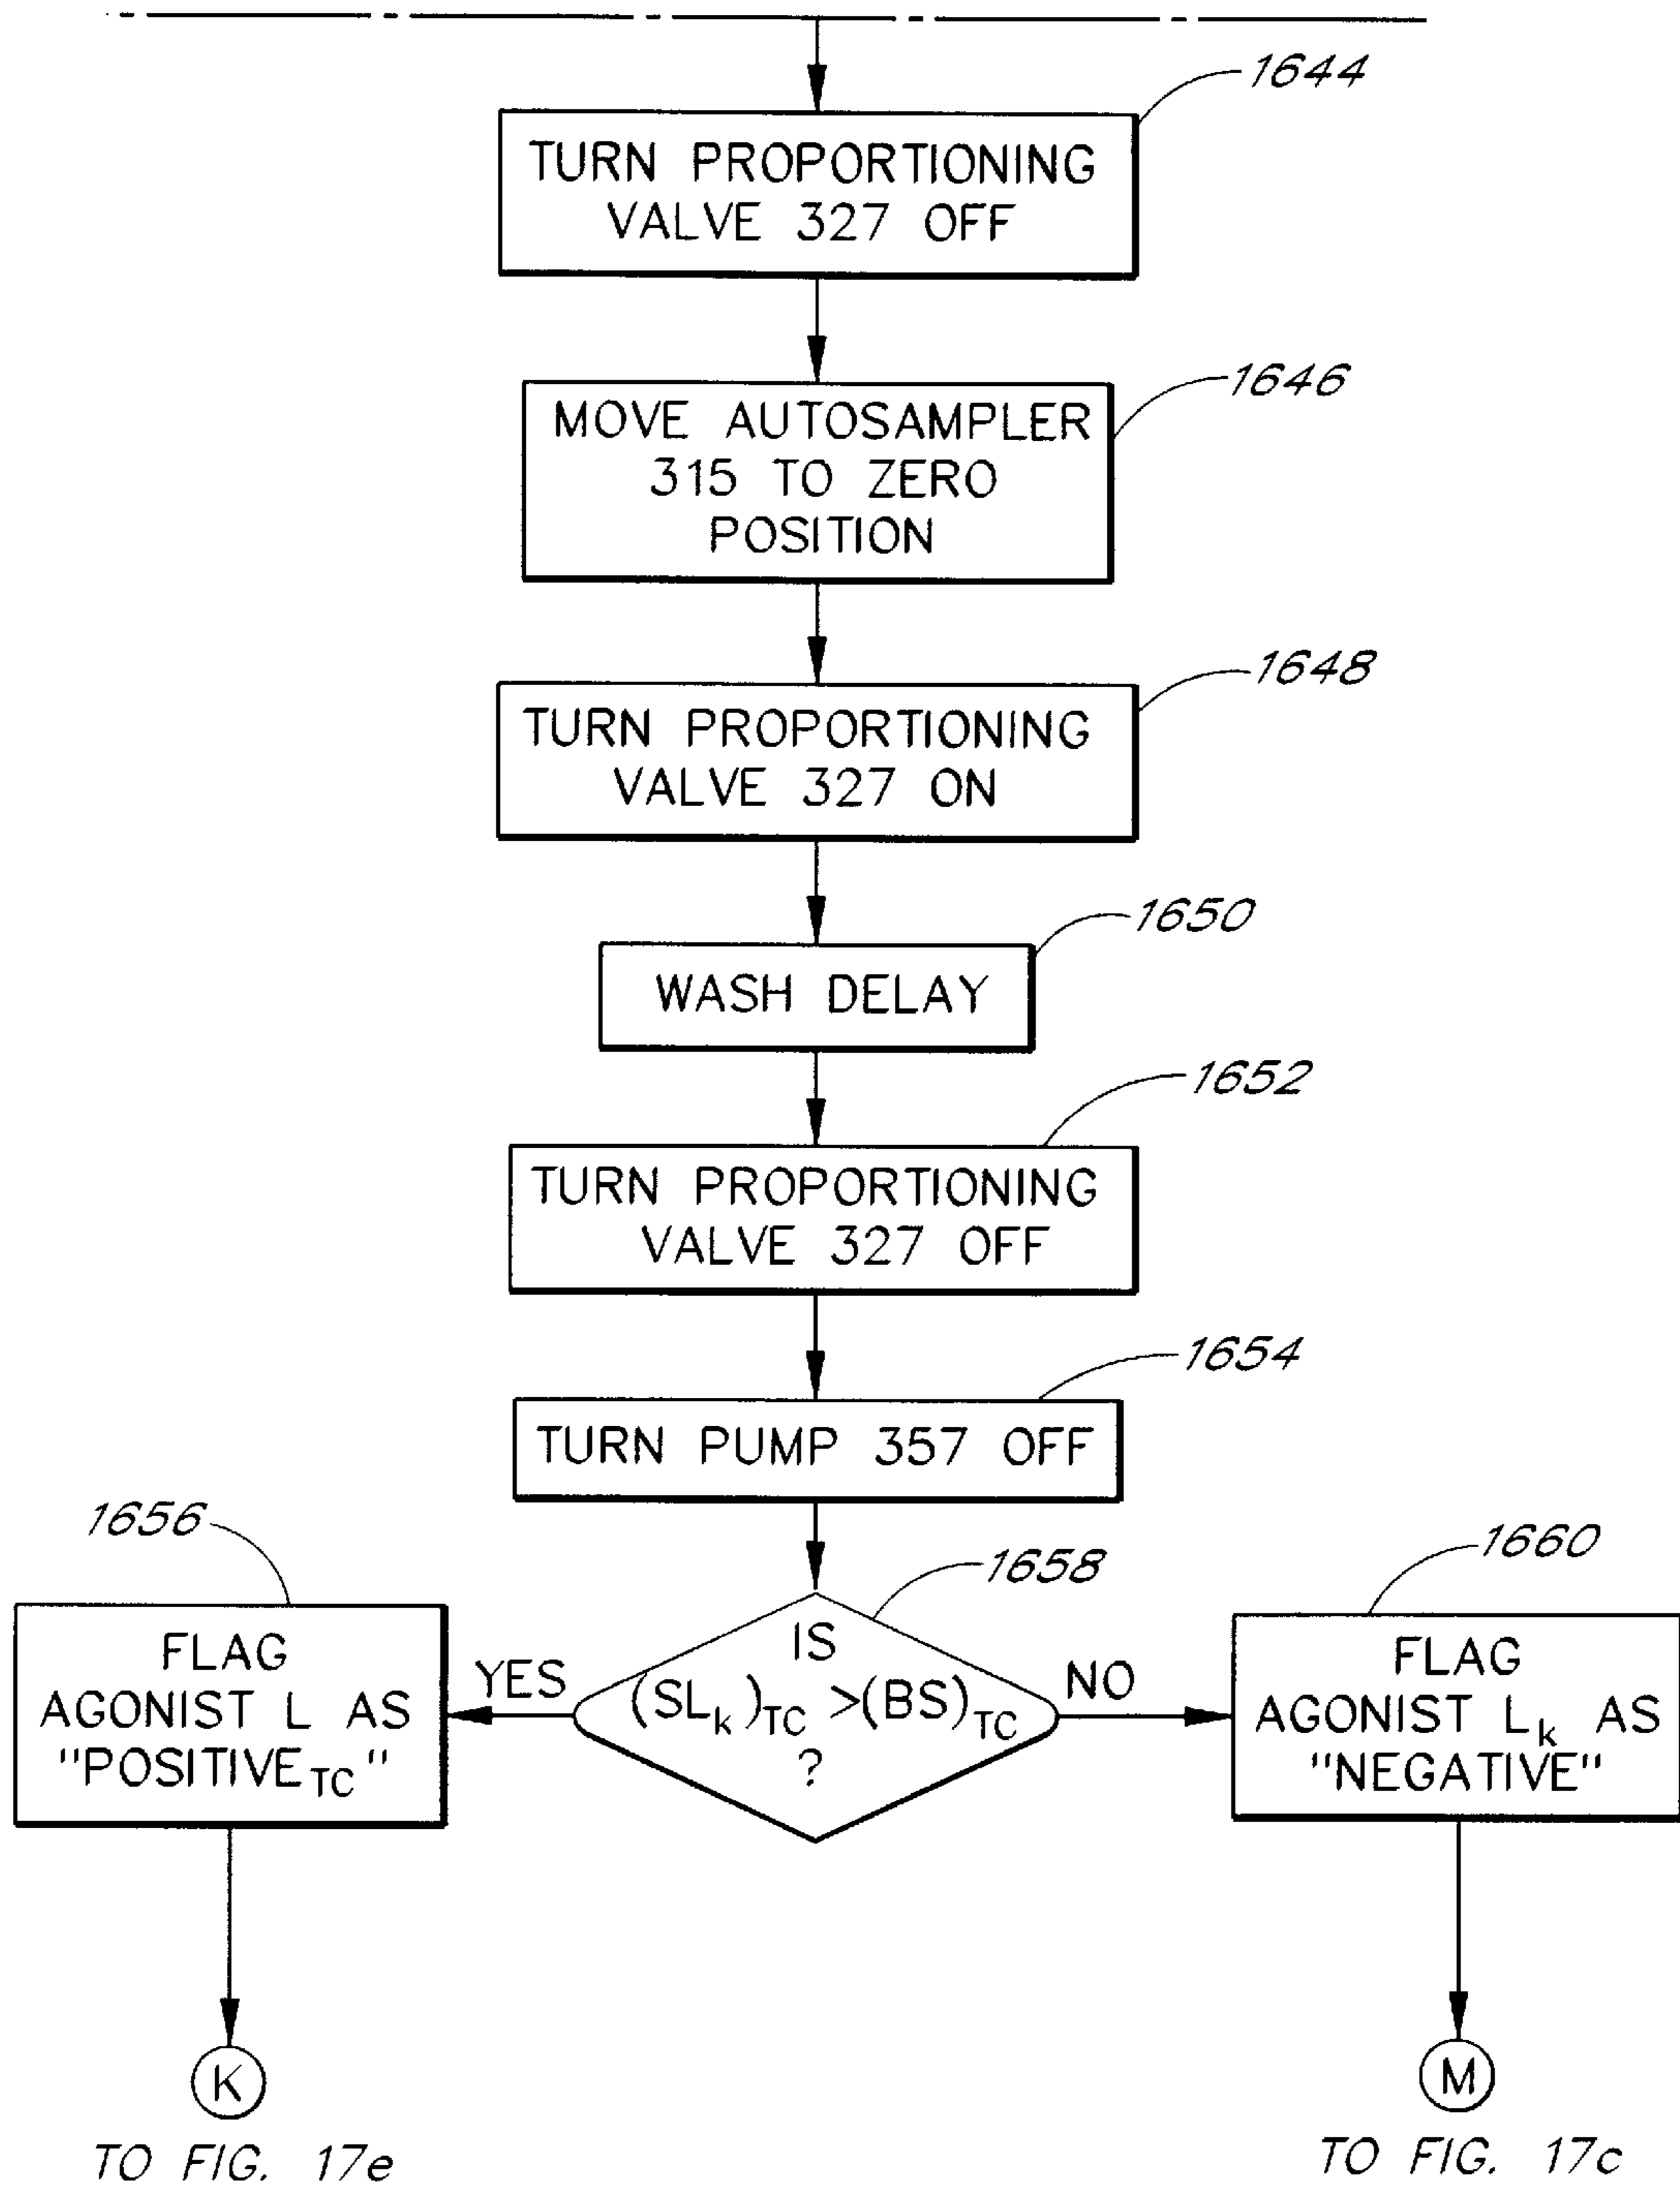 1644
TURN PROPORTIONING
VALVE 327 OFF
1646
MOVE AUTOSAMPLER
315 TO ZERO
POSITION
1648
TURN PROPORTIONING
VALVE 327 ON
1650
WASH DELAY
1652
TURN PROPORTIONING
VALVE 327 OFF
1654
TURN PUMP 357 OFF
1656
FLAG
AGONIST L AS
"POSITIVE TC"
YES
1658
IS
(SLk)TC >(BS)TC
?
NO
1660
FLAG
AGONIST Lk AS
"NEGATIVE"
K
TO FIG. 17e
M
TO FIG. 17c